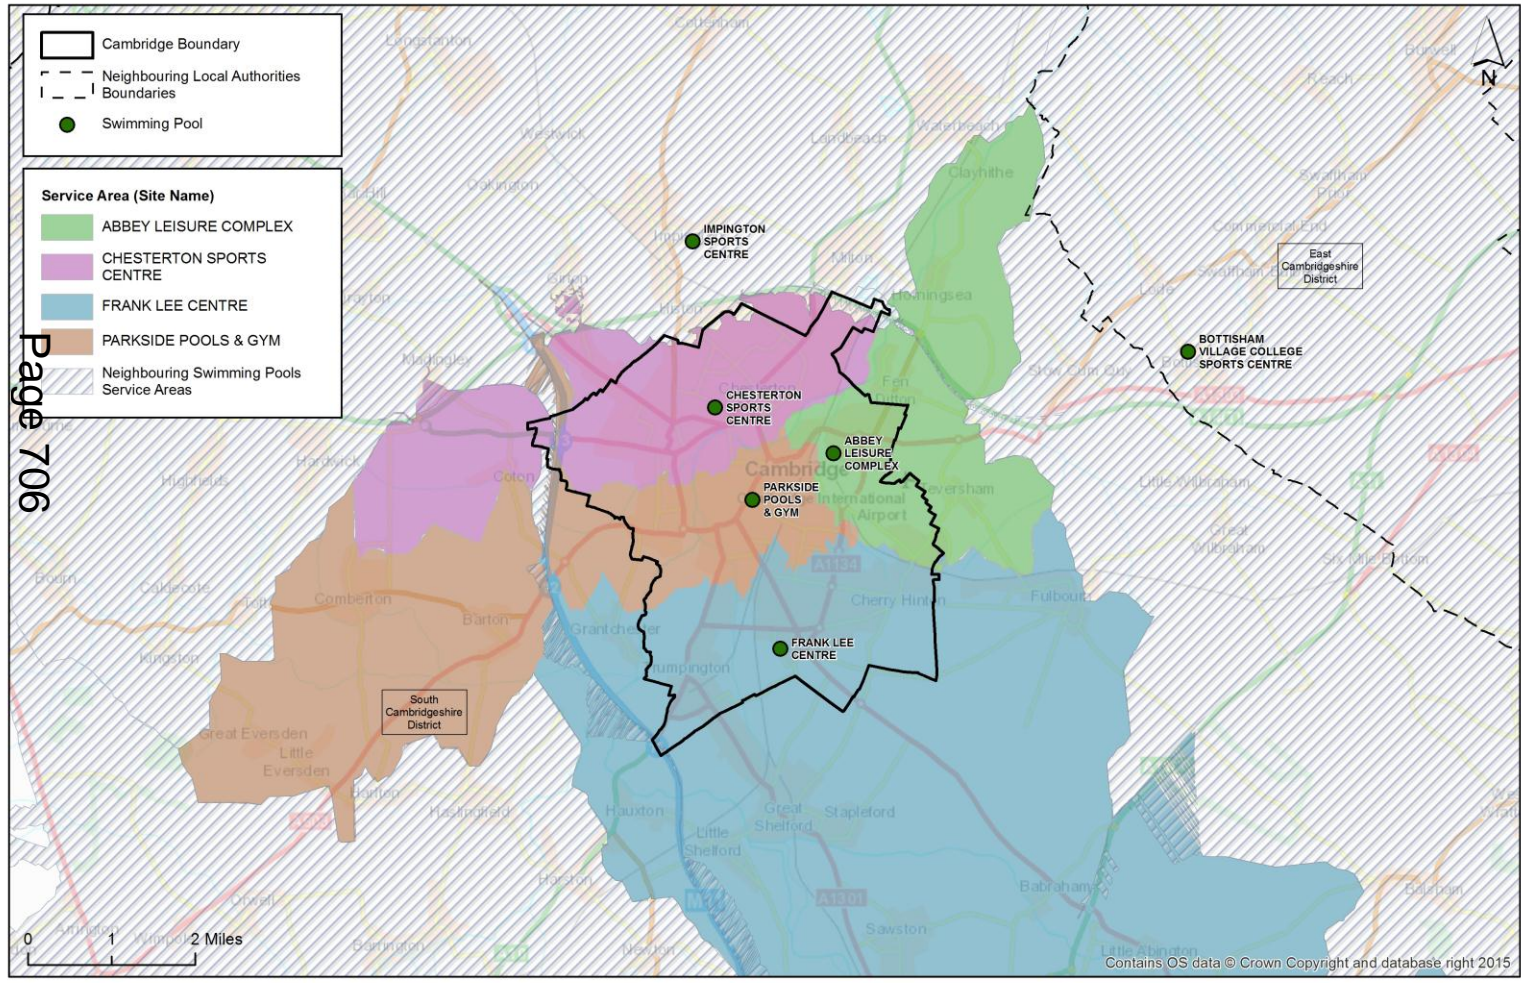 Cambridge Boundary
Neighbouring Local Authorities
Boundaries
Swimming Pool
Service Area (Site Name)
ABBEY LEISURE COMPLEX
CHESTERTON SPORTS
CENTRE
FRANK LEE CENTRE
PARKSIDE POOLS & GYM
Neighbouring Swimming Pools
Service Areas
Page 706
N
Cottenham
Longstanton
Burwell
Reach
Westwick
Landbeach
Waterbeach
Oakington
Clayhithe
Swaffham
Prior
Commercial End
IMPINGTON
SPORTS
CENTRE
Milton
East
Cambridgeshire
District
Girton
Histon
Horningsea
Lode
BOTTISHAM
VILLAGE COLLEGE
SPORTS CENTRE
Madingley
Stow Cum Quy
Fen
Ditton
Chesterton
CHESTERTON
SPORTS
CENTRE
ABBEY
LEISURE
COMPLEX
Cambridge
Hardwick
Highfields
Coton
PARKSIDE
POOLS
& GYM
International
Airport
Teversham
Little Wilbraham
Great
Wilbraham
Six Mile Bottom
A1134
Bourn
Caldecote
Toft
Comberton
Barton
Grantchester
Cherry Hinton
Fulbourn
Kingston
FRANK LEE
CENTRE
Trumpington
South
Cambridgeshire
District
Great Eversden
Little
Eversden
Harlton
Haslingfield
Hauxton
Great
Shelford
Stapleford
Little
Shelford
Harston
Babraham
Balsham
Orwell
M11
A1301
Arrington
Barrington
Newton
Sawston
Little Abington
0 1 2 Miles
Contains OS data © Crown Copyright and database right 2015